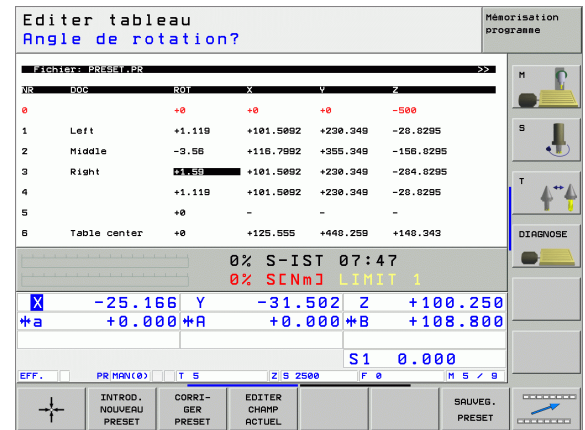 Editer tableau
Angle de rotation?
Mémorisation
programme
Fichier: PRESET.PR >>
NR DOC ROT X Y Z
0 +0 +0 +0 -500
1 Left +1.119 +101.5092 +230.349 -28.8295
2 Middle -3.56 +116.7992 +355.349 -156.8295
3 Right +1.59 +101.5092 +230.349 -284.8295
4 +1.119 +101.5092 +230.349 -28.8295
5 +0 - - -
6 Table center +0 +125.555 +448.259 +148.343
M
S
T
DIAGNOSE
0% S-IST 07:47
0% S[Nm] LIMIT 1
X -25.166 Y -31.502 Z +100.250
a +0.000 A +0.000 B +108.800
S1 0.000
EFF. PR MAN(0) T 5 Z S 2500 F 0 M 5 / 9
INTROD.
NOUVEAU
PRESET
CORRI-
GER
PRESET
EDITER
CHAMP
ACTUEL
SAUVEG.
PRESET